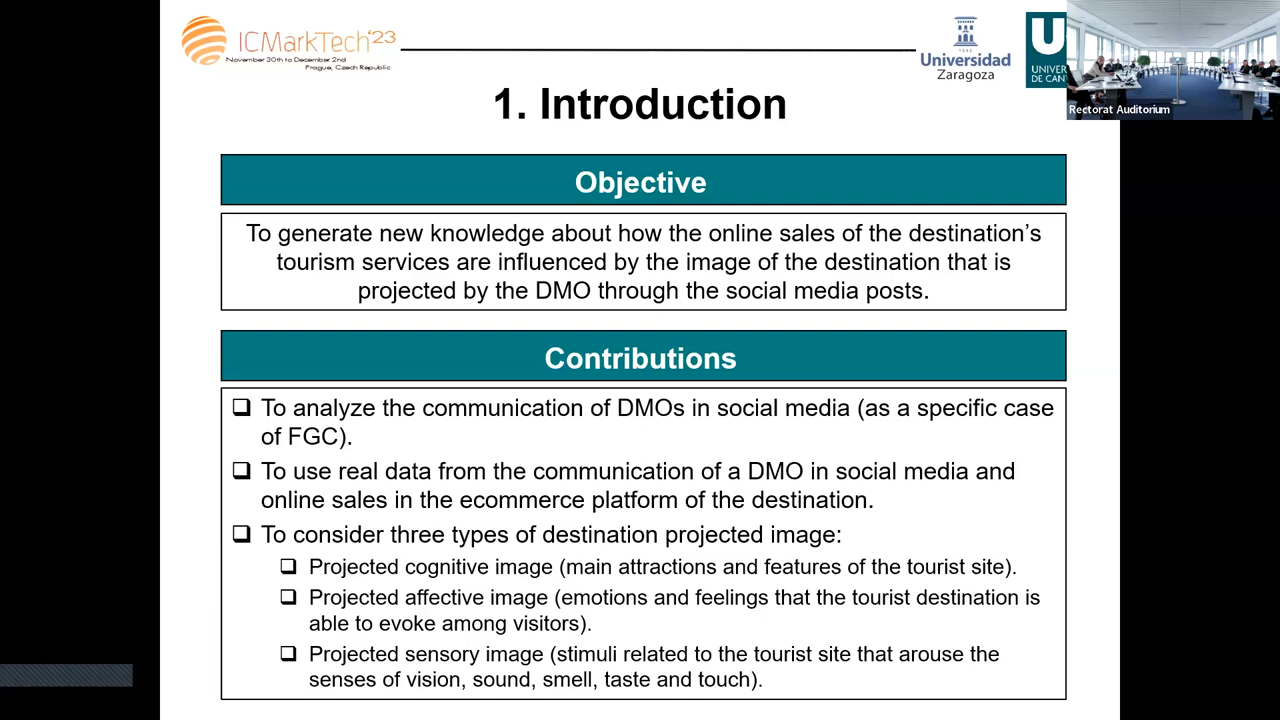 ICMarkTech'23
November 30th to December 2nd
Prague, Czech Republic
1542
Universidad
Zaragoza
U
UNIVER
DE CAN
Rectorat Auditorium
1. Introduction
Objective
To generate new knowledge about how the online sales of the destination's
tourism services are influenced by the image of the destination that is
projected by the DMO through the social media posts.
Contributions
To analyze the communication of DMOs in social media (as a specific case
of FGC).
To use real data from the communication of a DMO in social media and
online sales in the ecommerce platform of the destination.
To consider three types of destination projected image:
Projected cognitive image (main attractions and features of the tourist site).
Projected affective image (emotions and feelings that the tourist destination is
able to evoke among visitors).
Projected sensory image (stimuli related to the tourist site that arouse the
senses of vision, sound, smell, taste and touch).